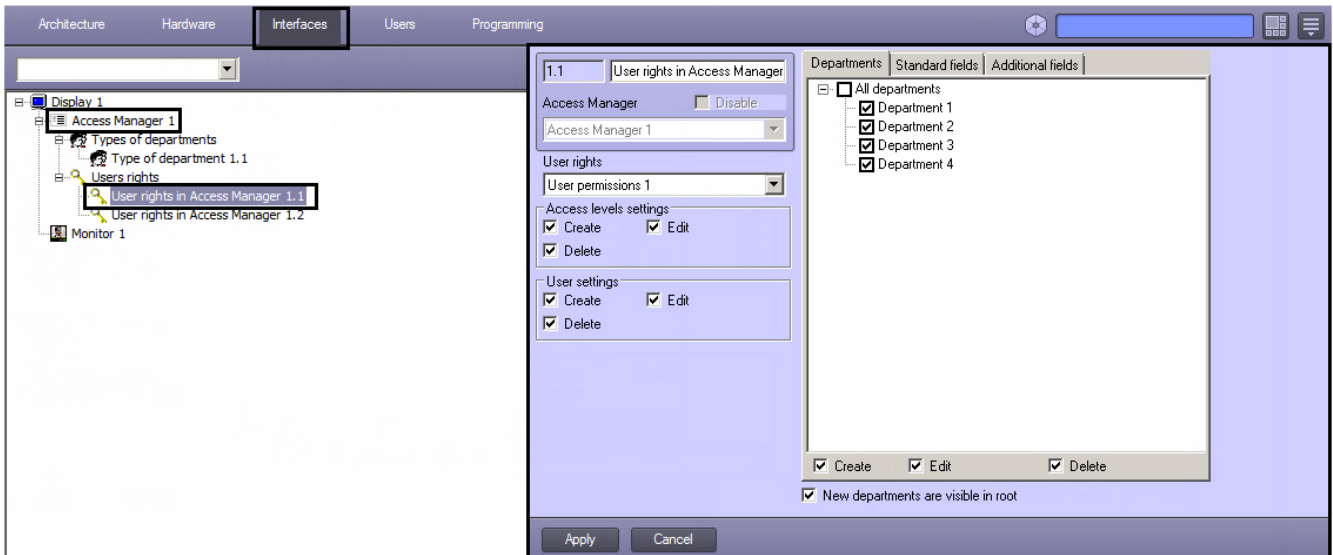 Architecture Hardware Interfaces Users Programming
Display 1
Access Manager 1
Types of departments
Type of department 1.1
Users rights
User rights in Access Manager 1.1
User rights in Access Manager 1.2
Monitor 1
1.1 User rights in Access Manager
Access Manager Disable
Access Manager 1
User rights
User permissions 1
Access levels settings
Create Edit
Delete
User settings
Create Edit
Delete
Departments Standard fields Additional fields
All departments
Department 1
Department 2
Department 3
Department 4
Create Edit Delete
New departments are visible in root
Apply Cancel